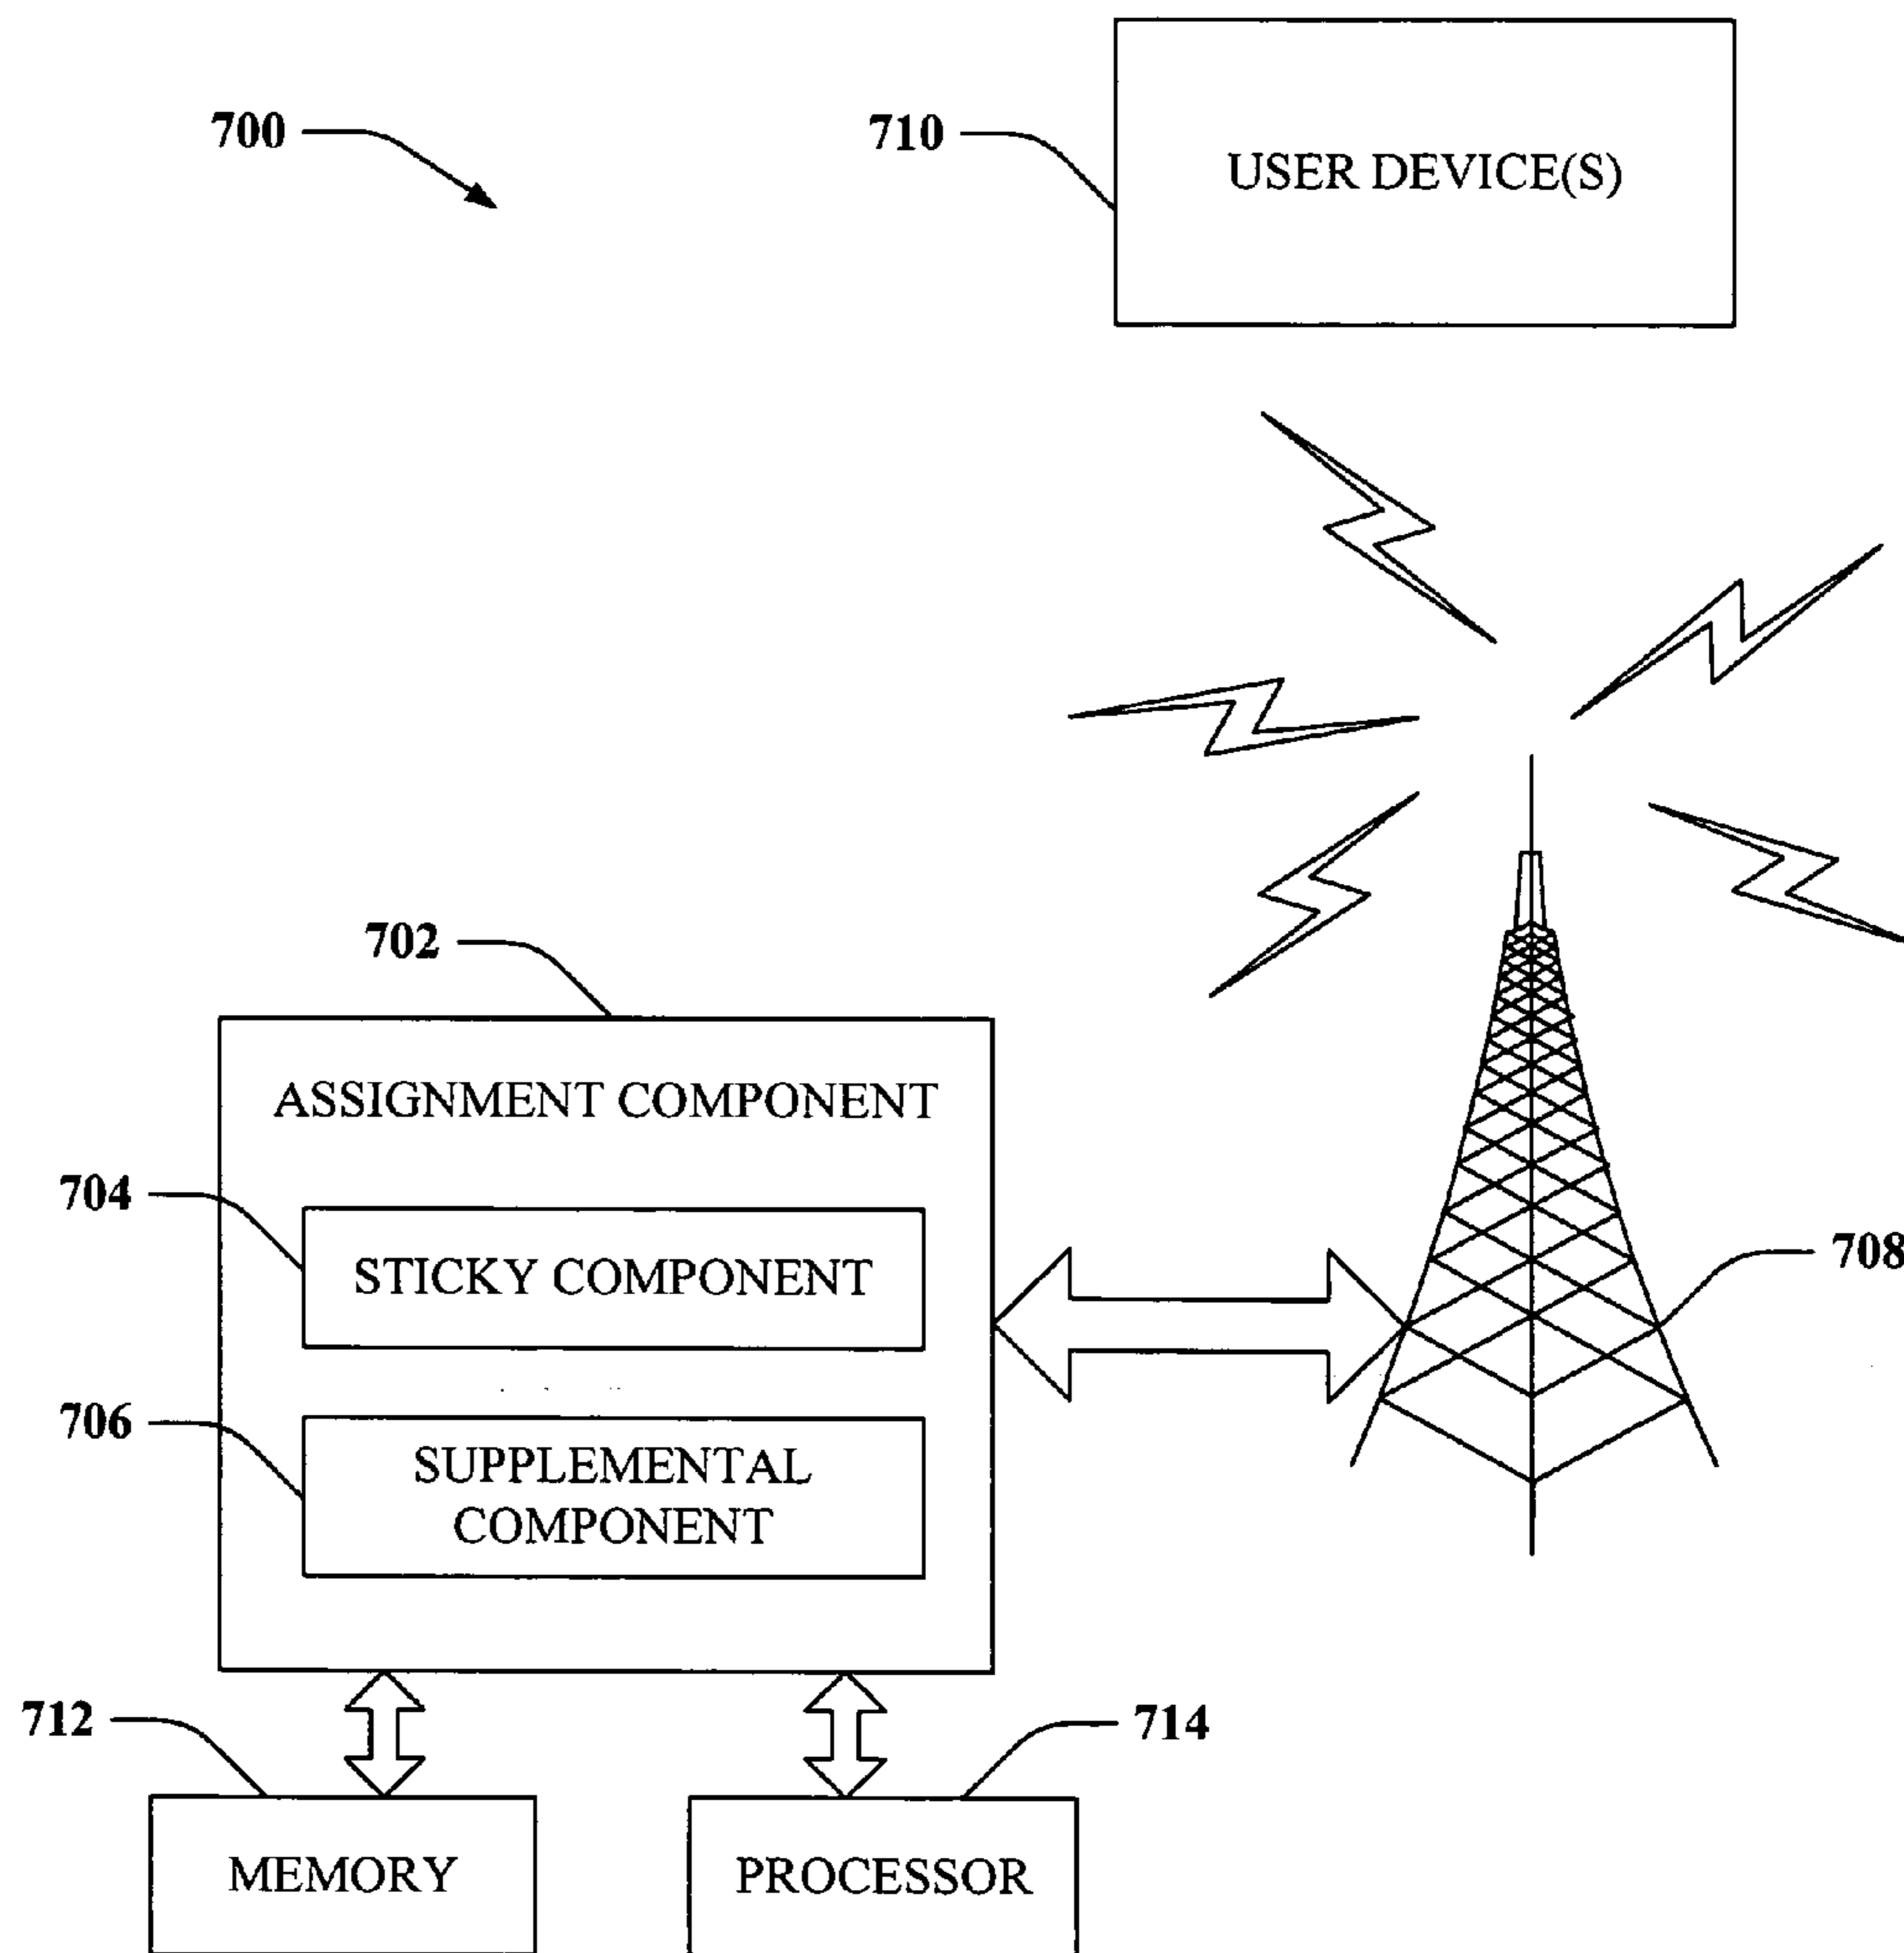 700
710
USER DEVICE(S)
702
ASSIGNMENT COMPONENT
704
STICKY COMPONENT
708
706
SUPPLEMENTAL
COMPONENT
712
714
MEMORY
PROCESSOR